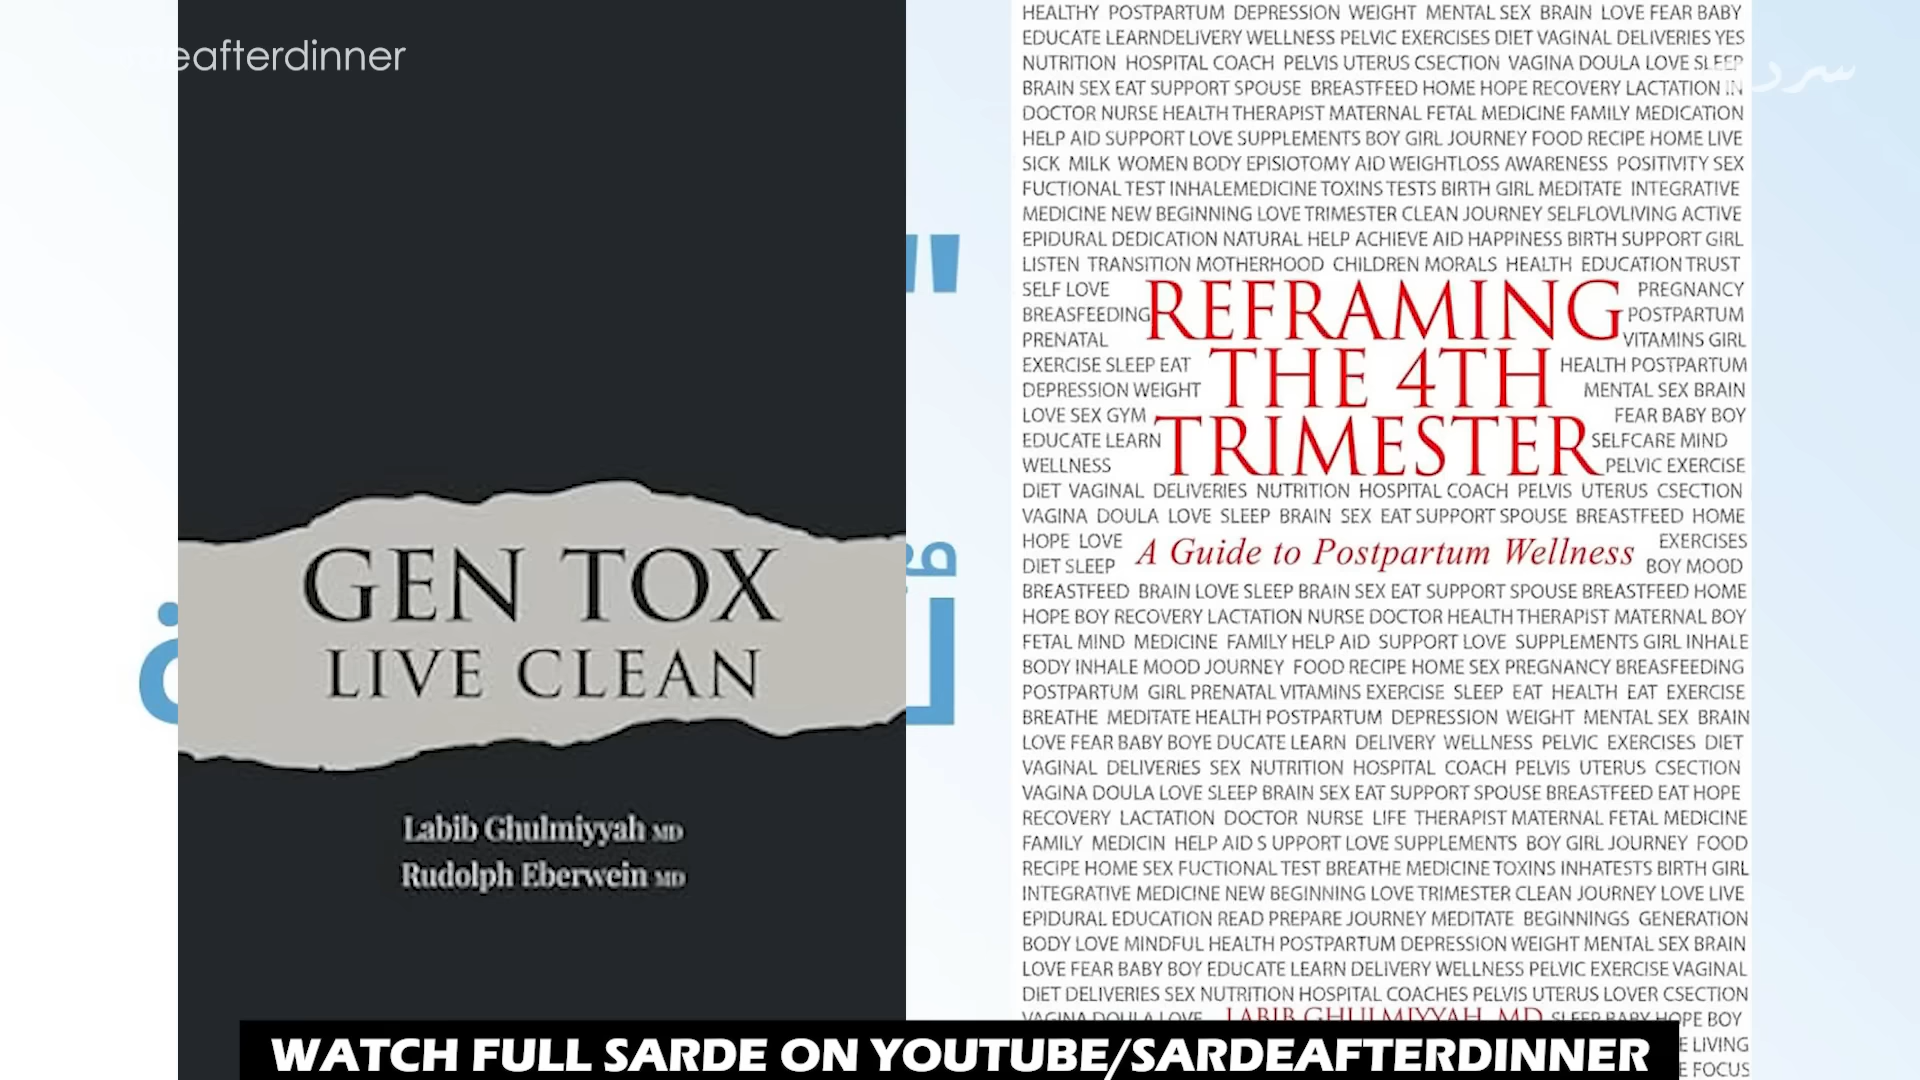 rdeafterdinner
سرد
GEN TOX
LIVE CLEAN
Labib Ghulmiyyah MD
Rudolph Eberwein MD
HEALTHY POSTPARTUM DEPRESSION WEIGHT MENTAL SEX BRAIN LOVE FEAR BABY
EDUCATE LEARNDELIVERY WELLNESS PELVIC EXERCISES DIET VAGINAL DELIVERIES YES
NUTRITION HOSPITAL COACH PELVIS UTERUS CSECTION VAGINA DOULA LOVE SLEEP
BRAIN SEX EAT SUPPORT SPOUSE BREASTFEED HOME HOPE RECOVERY LACTATION IN
DOCTOR NURSE HEALTH THERAPIST MATERNAL FETAL MEDICINE FAMILY MEDICATION
HELP AID SUPPORT LOVE SUPPLEMENTS BOY GIRL JOURNEY FOOD RECIPE HOME LIVE
SICK MILK WOMEN BODY EPISIOTOMY AID WEIGHTLOSS AWARENESS POSITIVITY SEX
FUCTIONAL TEST INHALEMEDICINE TOXINS TESTS BIRTH GIRL MEDITATE INTEGRATIVE
MEDICINE NEW BEGINNING LOVE TRIMESTER CLEAN JOURNEY SELFLOVLIVING ACTIVE
EPIDURAL DEDICATION NATURAL HELP ACHIEVE AID HAPPINESS BIRTH SUPPORT GIRL
LISTEN TRANSITION MOTHERHOOD CHILDREN MORALS HEALTH EDUCATION TRUST
SELF LOVE PREGNANCY
BREASFEEDING POSTPARTUM
PRENATAL VITAMINS GIRL
EXERCISE SLEEP EAT HEALTH POSTPARTUM
DEPRESSION WEIGHT MENTAL SEX BRAIN
LOVE SEX GYM FEAR BABY BOY
EDUCATE LEARN SELFCARE MIND
WELLNESS PELVIC EXERCISE
REFRAMING
THE 4TH
TRIMESTER
DIET VAGINAL DELIVERIES NUTRITION HOSPITAL COACH PELVIS UTERUS CSECTION
VAGINA DOULA LOVE SLEEP BRAIN SEX EAT SUPPORT SPOUSE BREASTFEED HOME
HOPE LOVE EXERCISES
DIET SLEEP BOY MOOD
A Guide to Postpartum Wellness
BREASTFEED BRAIN LOVE SLEEP BRAIN SEX EAT SUPPORT SPOUSE BREASTFEED HOME
HOPE BOY RECOVERY LACTATION NURSE DOCTOR HEALTH THERAPIST MATERNAL BOY
FETAL MIND MEDICINE FAMILY HELP AID SUPPORT LOVE SUPPLEMENTS GIRL INHALE
BODY INHALE MOOD JOURNEY FOOD RECIPE HOME SEX PREGNANCY BREASFEEDING
POSTPARTUM GIRL PRENATAL VITAMINS EXERCISE SLEEP EAT HEALTH EAT EXERCISE
BREATHE MEDITATE HEALTH POSTPARTUM DEPRESSION WEIGHT MENTAL SEX BRAIN
LOVE FEAR BABY BOYE DUCATE LEARN DELIVERY WELLNESS PELVIC EXERCISES DIET
VAGINAL DELIVERIES SEX NUTRITION HOSPITAL COACH PELVIS UTERUS CSECTION
VAGINA DOULA LOVE SLEEP BRAIN SEX EAT SUPPORT SPOUSE BREASTFEED EAT HOPE
RECOVERY LACTATION DOCTOR NURSE LIFE THERAPIST MATERNAL FETAL MEDICINE
FAMILY MEDICIN HELP AID S UPPORT LOVE SUPPLEMENTS BOY GIRL JOURNEY FOOD
RECIPE HOME SEX FUCTIONAL TEST BREATHE MEDICINE TOXINS INHATESTS BIRTH GIRL
INTEGRATIVE MEDICINE NEW BEGINNING LOVE TRIMESTER CLEAN JOURNEY LOVE LIVE
EPIDURAL EDUCATION READ PREPARE JOURNEY MEDITATE BEGINNINGS GENERATION
BODY LOVE MINDFUL HEALTH POSTPARTUM DEPRESSION WEIGHT MENTAL SEX BRAIN
LOVE FEAR BABY BOY EDUCATE LEARN DELIVERY WELLNESS PELVIC EXERCISE VAGINAL
DIET DELIVERIES SEX NUTRITION HOSPITAL COACHES PELVIS UTERUS LOVER CSECTION
VAGINA DOULA LOVE LABIB GHULMIYYAH, MD SLEEP BABY HOPE BOY
E LIVING
E FOCUS
WATCH FULL SARDE ON YOUTUBE/SARDEAFTERDINNER